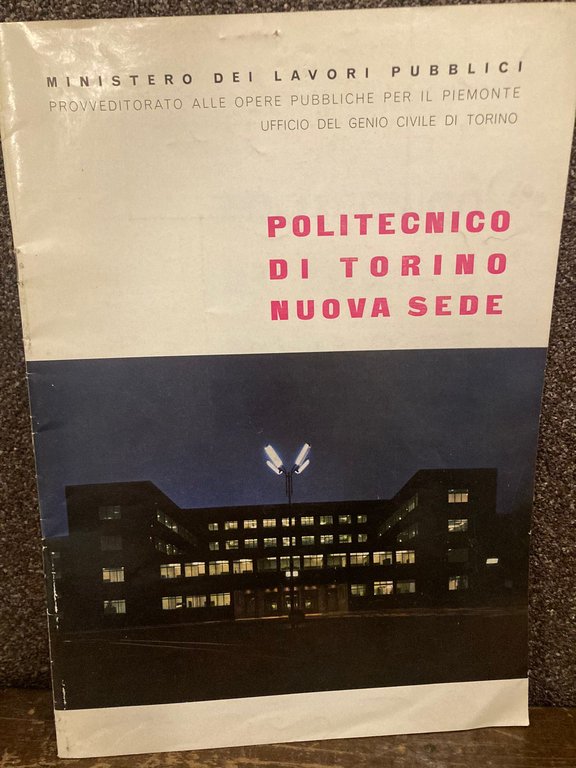 MINISTERO DEI LAVORI PUBBLICI
PROVVEDITORATO ALLE OPERE PUBBLICHE PER IL PIEMONTE
UFFICIO DEL GENIO CIVILE DI TORINO
POLITECNICO
DI TORINO
NUOVA SEDE